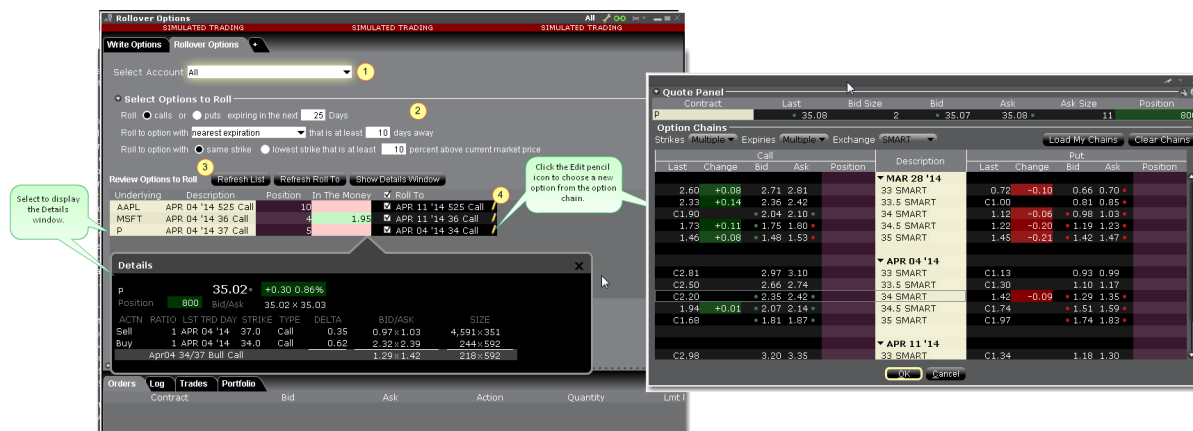 Rollover Options All
SIMULATED TRADING SIMULATED TRADING SIMULATED TRADING
Write Options Rollover Options +
Select Account All 1
Select Options to Roll
Roll calls or puts expiring in the next 25 Days 2
Roll to option with nearest expiration that is at least 10 days away
Roll to option with same strike lowest strike that is at least 10 percent above current market price
3
Review Options to Roll Refresh List Refresh Roll To Show Details Window
Underlying Description Position In The Money Roll To 4
AAPL APR 04 '14 525 Call 10 APR 11 '14 525 Call
MSFT APR 04 '14 36 Call 4 1.95 APR 11 '14 36 Call
P APR 04 '14 37 Call 5 APR 04 '14 34 Call
Select to display
the Details
window.
Click the Edit pencil
icon to choose a new
option from the option
chain.
Details X
P 35.02 +0.30 0.86%
Position 800 Bid/Ask 35.02 X 35.03
ACTN RATIO LST TRD DAY STRIKE TYPE DELTA BID/ASK SIZE
Sell 1 APR 04 '14 37.0 Call 0.35 0.97 x 1.03 4,591 x 351
Buy 1 APR 04 '14 34.0 Call 0.62 2.32 x 2.39 244 x 592
Apr04 34/37 Bull Call 1.29 x 1.42 218 x 592
Orders Log Trades Portfolio
Contract Bid Ask Action Quantity Lmt
Quote Panel
Contract Last Bid Size Bid Ask Ask Size Position
P 35.08 2 35.07 35.08 11 800
Option Chains
Strikes Multiple Expiries Multiple Exchange SMART Load My Chains Clear Chains
Call Description Put
Last Change Bid Ask Position Last Change Bid Ask Position
MAR 28 '14
2.60 +0.08 2.71 2.81 33 SMART 0.72 -0.10 0.66 0.70
2.33 +0.14 2.36 2.42 33.5 SMART C1.00 0.81 0.85
C1.90 2.04 2.10 34 SMART 1.12 -0.06 0.98 1.03
1.73 +0.11 1.75 1.80 34.5 SMART 1.22 -0.20 1.19 1.23
1.46 +0.08 1.48 1.53 35 SMART 1.45 -0.21 1.42 1.47
APR 04 '14
C2.81 2.97 3.10 33 SMART C1.13 0.93 0.99
C2.50 2.66 2.74 33.5 SMART C1.30 1.10 1.17
C2.20 2.35 2.42 34 SMART 1.42 -0.09 1.29 1.35
1.94 +0.01 2.07 2.14 34.5 SMART C1.74 1.51 1.59
C1.68 1.81 1.87 35 SMART C1.97 1.74 1.83
APR 11 '14
C2.98 3.20 3.35 33 SMART C1.34 1.18 1.30
OK Cancel